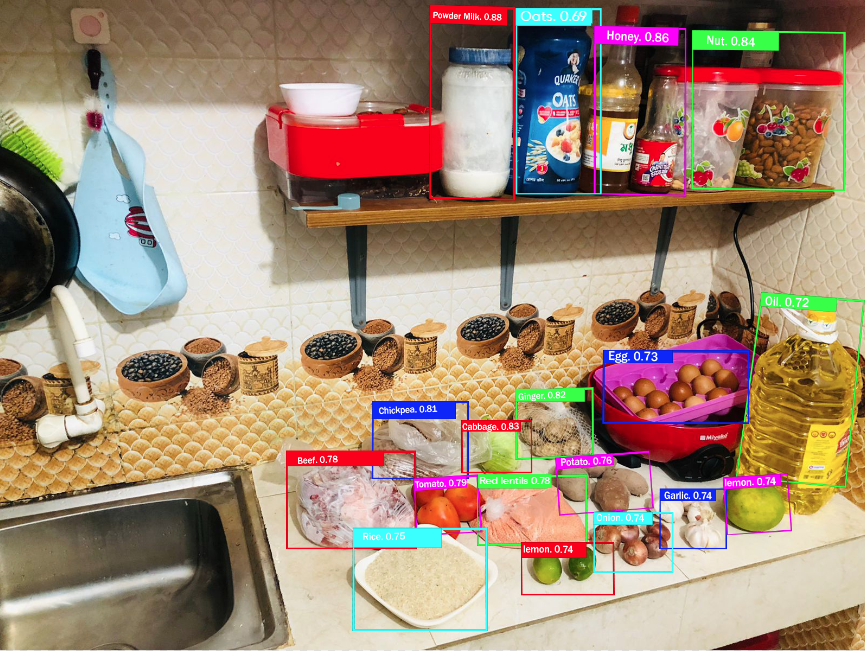 Powder Milk. 0.88
Oats. 0.69
Honey. 0.86
Nut. 0.84
QUAKER
OATS
মধু
Oil. 0.72
Egg. 0.73
Miyako
Ginger. 0.82
Chickpea. 0.81
Cabbage. 0.83
Beef. 0.78
Tomato. 0.79
Red lentils 0.78
Potato. 0.76
Garlic. 0.74
lemon. 0.74
Onion. 0.74
Rice. 0.75
lemon. 0.74